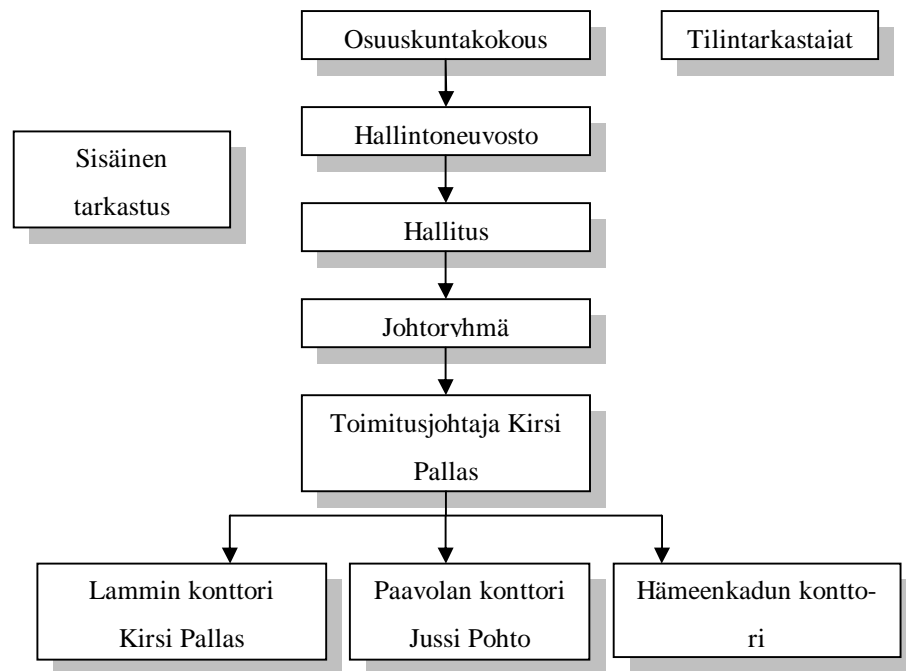 Osuuskuntakokous
Tilintarkastajat
Hallintoneuvosto
Sisäinen
tarkastus
Hallitus
Johtoryhmä
Toimitusjohtaja Kirsi
Pallas
Lammin konttori
Kirsi Pallas
Paavolan konttori
Jussi Pohto
Hämeenkadun kontto-
ri